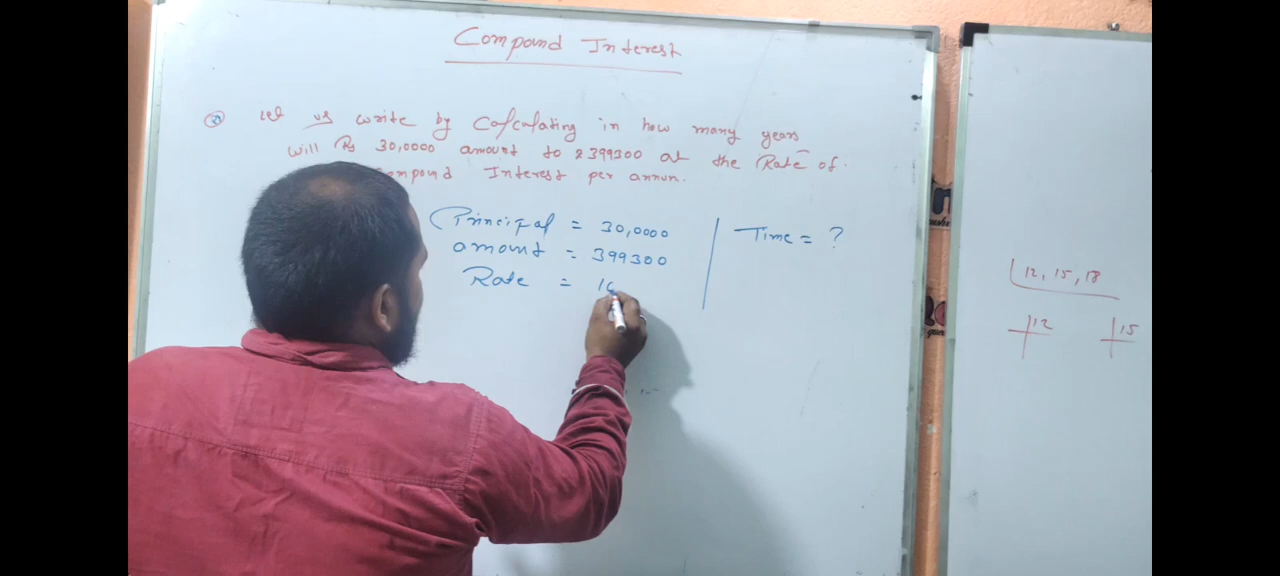 Compound Interest
Let us write by Calculating in how many years
will Rs 30,0000 amount to ₹399300 at the Rate of
Compound Interest per annum.
Principal = 30,0000
amount = 399300
Rate = 10
Time = ?
12, 15, 18
12
15